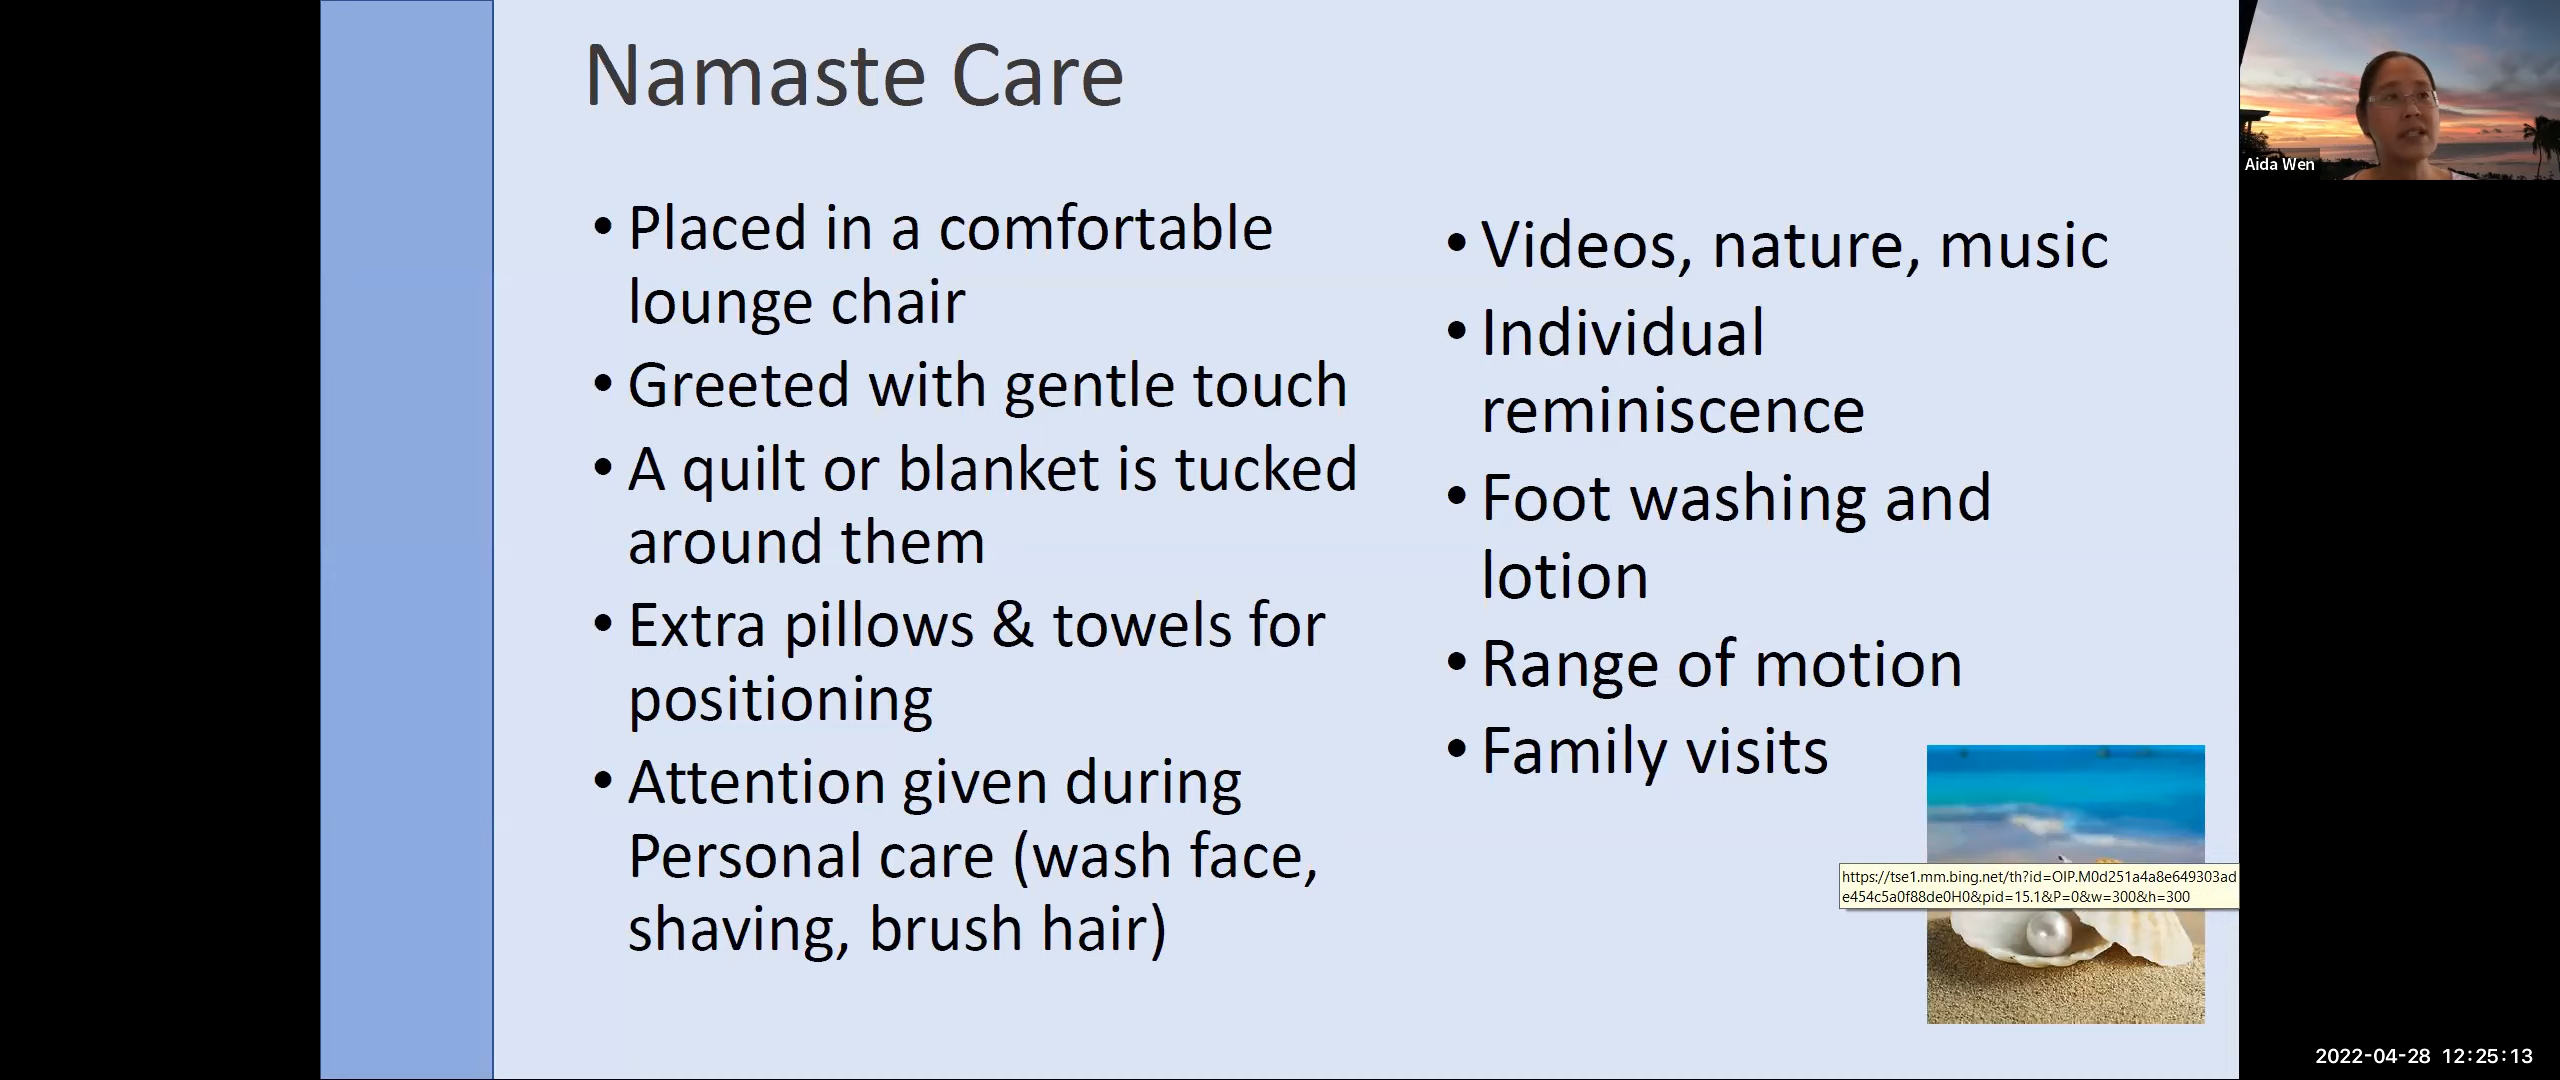 Namaste Care
• Placed in a comfortable
lounge chair
• Greeted with gentle touch
• A quilt or blanket is tucked
around them
• Extra pillows & towels for
positioning
• Attention given during
Personal care (wash face,
shaving, brush hair)
• Videos, nature, music
• Individual
reminiscence
• Foot washing and
lotion
• Range of motion
• Family visits
https://tse1.mm.bing.net/th?id=OIP.M0d251a4a8e649303ad
e454c5a0f88de0H0&pid=15.1&P=0&w=300&h=300
Aida Wen
2022-04-28 12:25:13